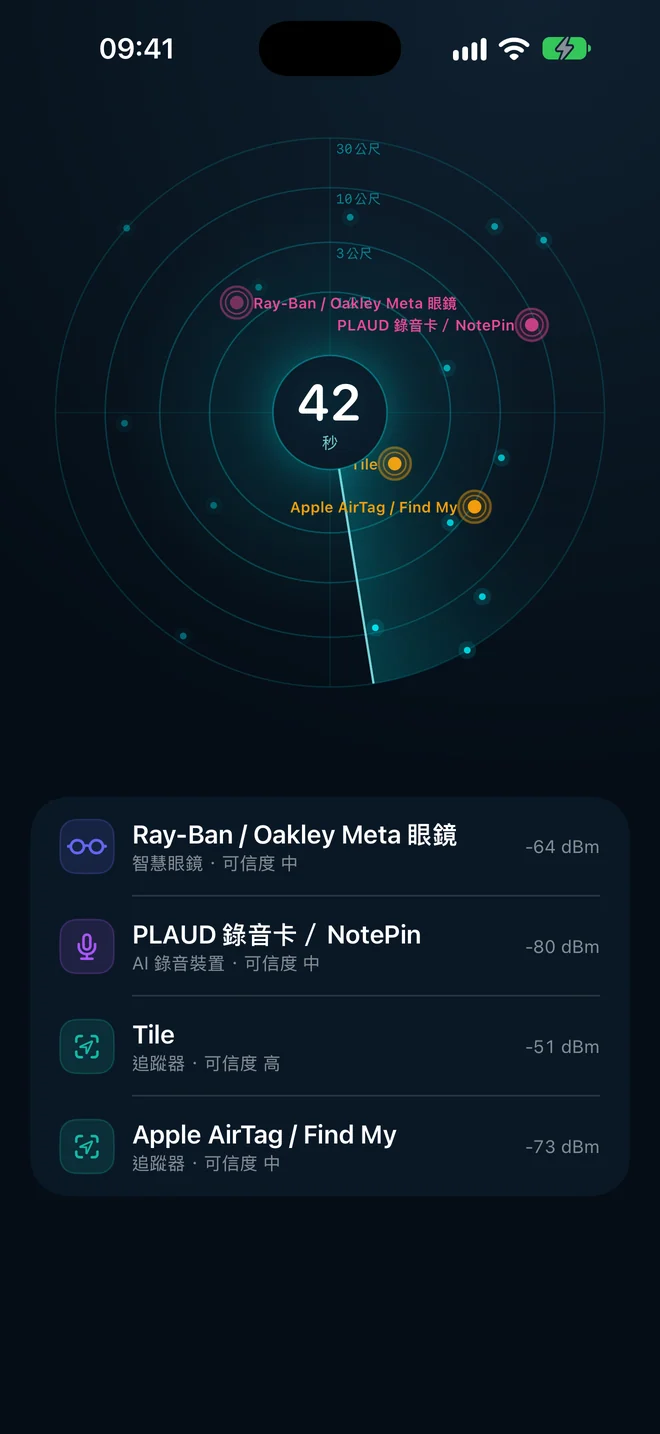 09:41
30公尺
10公尺
3公尺
Ray-Ban / Oakley Meta 眼鏡
PLAUD 錄音卡 / NotePin
42
秒
Tile
Apple AirTag / Find My
Ray-Ban / Oakley Meta 眼鏡
智慧眼鏡 · 可信度 中
-64 dBm
PLAUD 錄音卡 / NotePin
AI 錄音裝置 · 可信度 中
-80 dBm
Tile
追蹤器 · 可信度 高
-51 dBm
Apple AirTag / Find My
追蹤器 · 可信度 中
-73 dBm